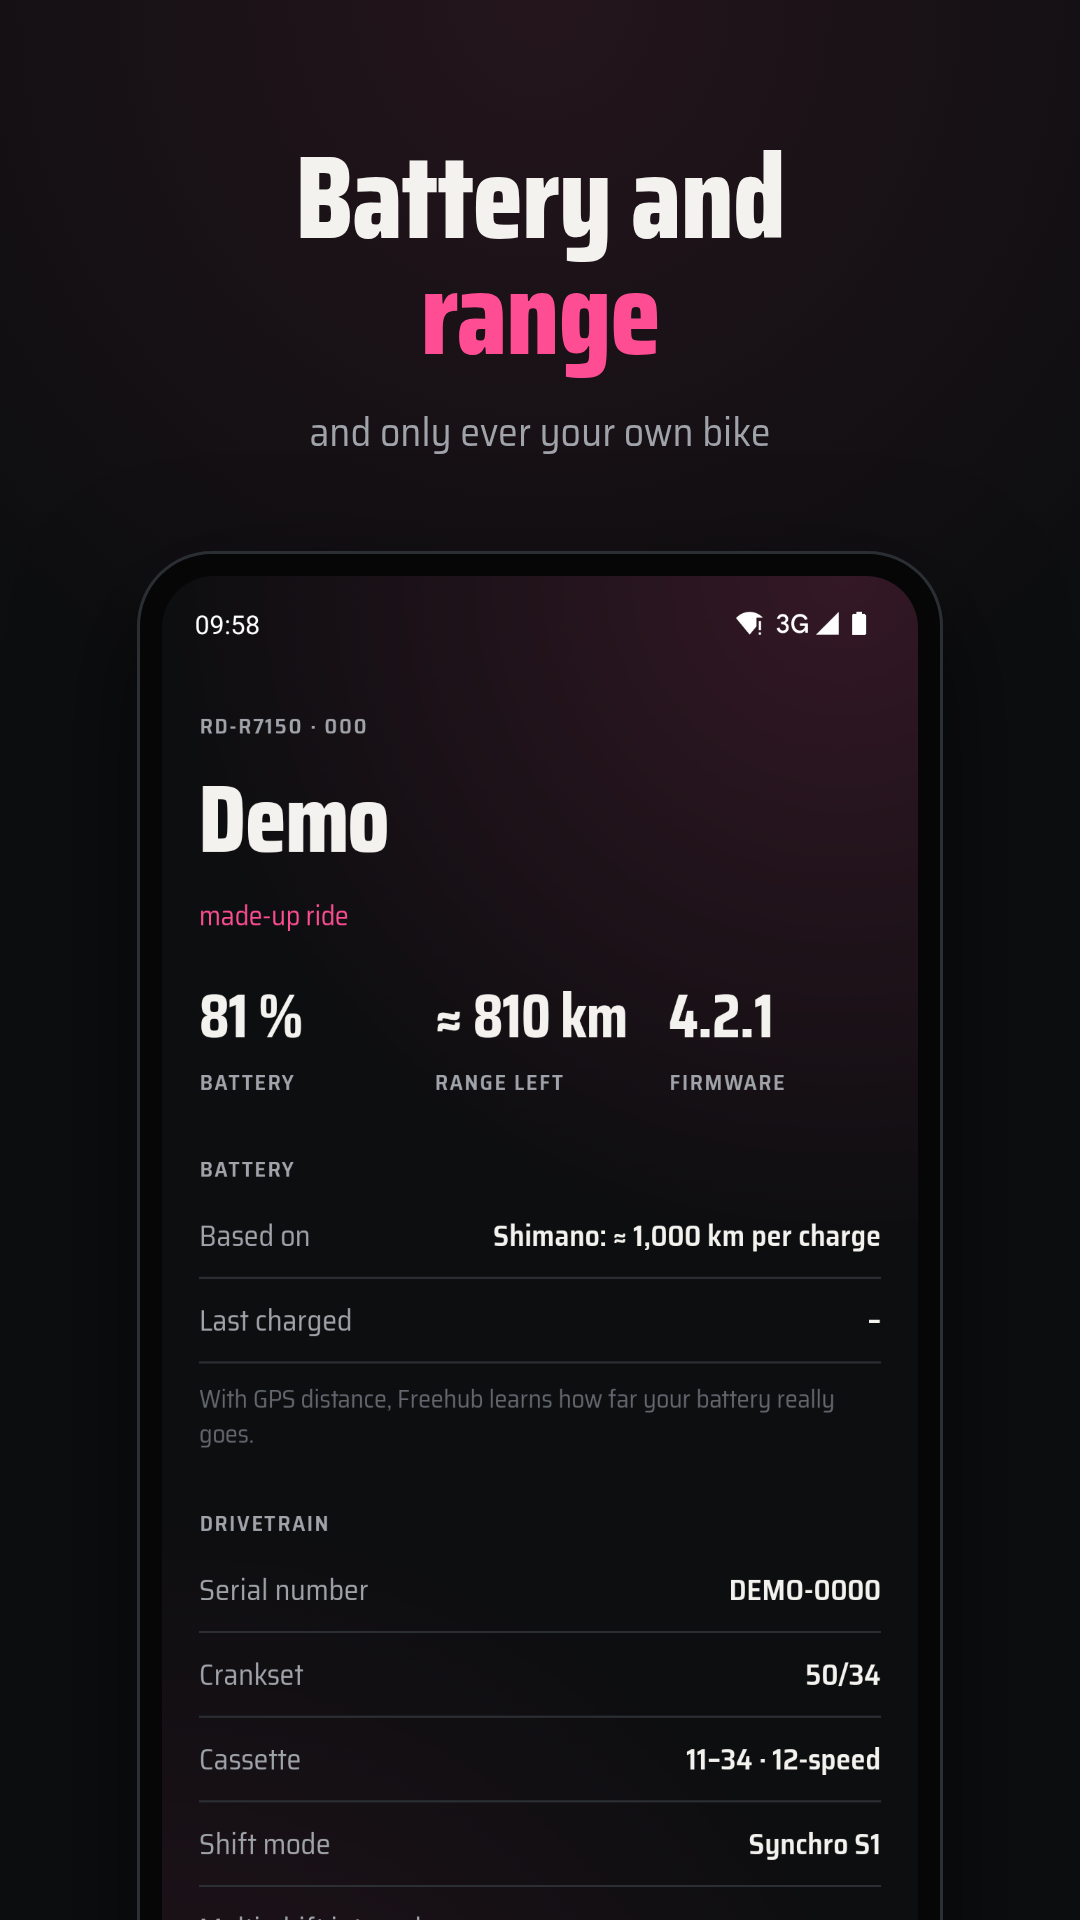 Battery and
range
and only ever your own bike
09:58
3G
RD-R7150 · 000
Demo
made-up ride
81 %
≈ 810 km
4.2.1
BATTERY
RANGE LEFT
FIRMWARE
BATTERY
Based on
Shimano: ≈ 1,000 km per charge
Last charged
–
With GPS distance, Freehub learns how far your battery really
goes.
DRIVETRAIN
Serial number
DEMO-0000
Crankset
50/34
Cassette
11–34 · 12-speed
Shift mode
Synchro S1